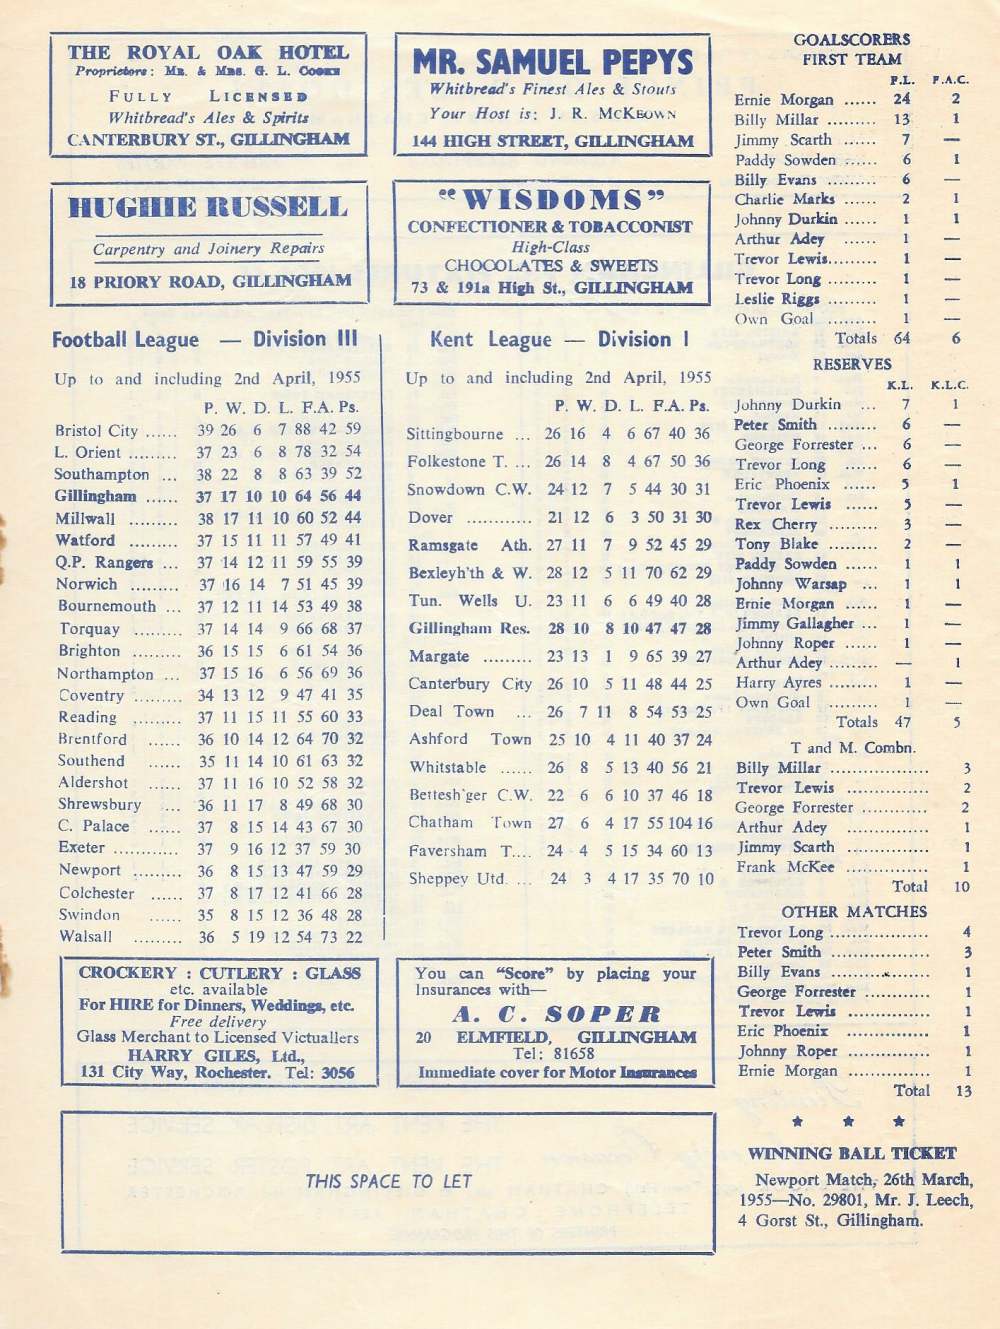 THE ROYAL OAK HOTEL
Proprietors: MR. & MRS. G. L. COOKE
FULLY LICENSED
Whitbread's Ales & Spirits
CANTERBURY ST., GILLINGHAM
MR. SAMUEL PEPYS
Whitbread's Finest Ales & Stouts
Your Host is: J. R. MCKEOWN
144 HIGH STREET, GILLINGHAM
HUGHIE RUSSELL
Carpentry and Joinery Repairs
18 PRIORY ROAD, GILLINGHAM
"WISDOMS"
CONFECTIONER & TOBACCONIST
High-Class
CHOCOLATES & SWEETS
73 & 191a High St., GILLINGHAM
Football League — Division III
Up to and including 2nd April, 1955
P. W. D. L. F.A. Ps.
Bristol City ...... 39 26 6 7 88 42 59
L. Orient ......... 37 23 6 8 78 32 54
Southampton ... 38 22 8 8 63 39 52
Gillingham ...... 37 17 10 10 64 56 44
Millwall ......... 38 17 11 10 60 52 44
Watford ......... 37 15 11 11 57 49 41
Q.P. Rangers ... 37 14 12 11 59 55 39
Norwich ......... 37 16 14 7 51 45 39
Bournemouth ... 37 12 11 14 53 49 38
Torquay ......... 37 14 14 9 66 68 37
Brighton ......... 36 15 15 6 61 54 36
Northampton ... 37 15 16 6 56 69 36
Coventry ......... 34 13 12 9 47 41 35
Reading ......... 37 11 15 11 55 60 33
Brentford ...... 36 10 14 12 64 70 32
Southend ...... 35 11 14 10 61 63 32
Aldershot ...... 37 11 16 10 52 58 32
Shrewsbury ... 36 11 17 8 49 68 30
C. Palace ...... 37 8 15 14 43 67 30
Exeter ............ 37 9 16 12 37 59 30
Newport ......... 36 8 15 13 47 59 29
Colchester ...... 37 8 17 12 41 66 28
Swindon ...... 35 8 15 12 36 48 28
Walsall ......... 36 5 19 12 54 73 22
Kent League — Division I
Up to and including 2nd April, 1955
P. W. D. L. F.A. Ps.
Sittingbourne ... 26 16 4 6 67 40 36
Folkestone T. ... 26 14 8 4 67 50 36
Snowdown C.W. 24 12 7 5 44 30 31
Dover ............ 21 12 6 3 50 31 30
Ramsgate Ath. 27 11 7 9 52 45 29
Bexleyh'th & W. 28 12 5 11 70 62 29
Tun. Wells U. 23 11 6 6 49 40 28
Gillingham Res. 28 10 8 10 47 47 28
Margate ......... 23 13 1 9 65 39 27
Canterbury City 26 10 5 11 48 44 25
Deal Town ... 26 7 11 8 54 53 25
Ashford Town 25 10 4 11 40 37 24
Whitstable ...... 26 8 5 13 40 56 21
Bettesh'ger C.W. 22 6 6 10 37 46 18
Chatham Town 27 6 4 17 55 104 16
Faversham T.... 24 4 5 15 34 60 13
Sheppey Utd. ... 24 3 4 17 35 70 10
CROCKERY : CUTLERY : GLASS
etc. available
For HIRE for Dinners, Weddings, etc.
Free delivery
Glass Merchant to Licensed Victuallers
HARRY GILES, Ltd.,
131 City Way, Rochester. Tel: 3056
You can "Score" by placing your
Insurances with—
A. C. SOPER
20 ELMFIELD, GILLINGHAM
Tel: 81658
Immediate cover for Motor Insurances
THIS SPACE TO LET
GOALSCORERS
FIRST TEAM
F.L. F.A.C.
Ernie Morgan ...... 24 2
Billy Millar ......... 13 1
Jimmy Scarth ...... 7 —
Paddy Sowden ...... 6 1
Billy Evans ......... 6 —
Charlie Marks ...... 2 1
Johnny Durkin ...... 1 1
Arthur Adey ...... 1 —
Trevor Lewis......... 1 —
Trevor Long ......... 1 —
Leslie Riggs ......... 1 —
Own Goal ......... 1 —
Totals 64 6
RESERVES
K.L. K.L.C.
Johnny Durkin ... 7 1
Peter Smith ......... 6 —
George Forrester ... 6 —
Trevor Long ...... 6 —
Eric Phoenix ...... 5 1
Trevor Lewis ...... 5 —
Rex Cherry ......... 3 —
Tony Blake ......... 2 —
Paddy Sowden ...... 1 1
Johnny Warsap ... 1 1
Ernie Morgan ...... 1 —
Jimmy Gallagher ... 1 —
Johnny Roper ...... 1 —
Arthur Adey ......... — 1
Harry Ayres ......... 1 —
Own Goal ......... 1 —
Totals 47 5
T and M. Combn.
Billy Millar ................. 3
Trevor Lewis ............... 2
George Forrester ............ 2
Arthur Adey ............... 1
Jimmy Scarth ............... 1
Frank McKee ............... 1
Total 10
OTHER MATCHES
Trevor Long ................. 4
Peter Smith .................. 3
Billy Evans .................. 1
George Forrester ............ 1
Trevor Lewis ............... 1
Eric Phoenix ............... 1
Johnny Roper ............... 1
Ernie Morgan ............... 1
Total 13
★ ★ ★
WINNING BALL TICKET
Newport Match, 26th March,
1955—No. 29801, Mr. J. Leech,
4 Gorst St., Gillingham.